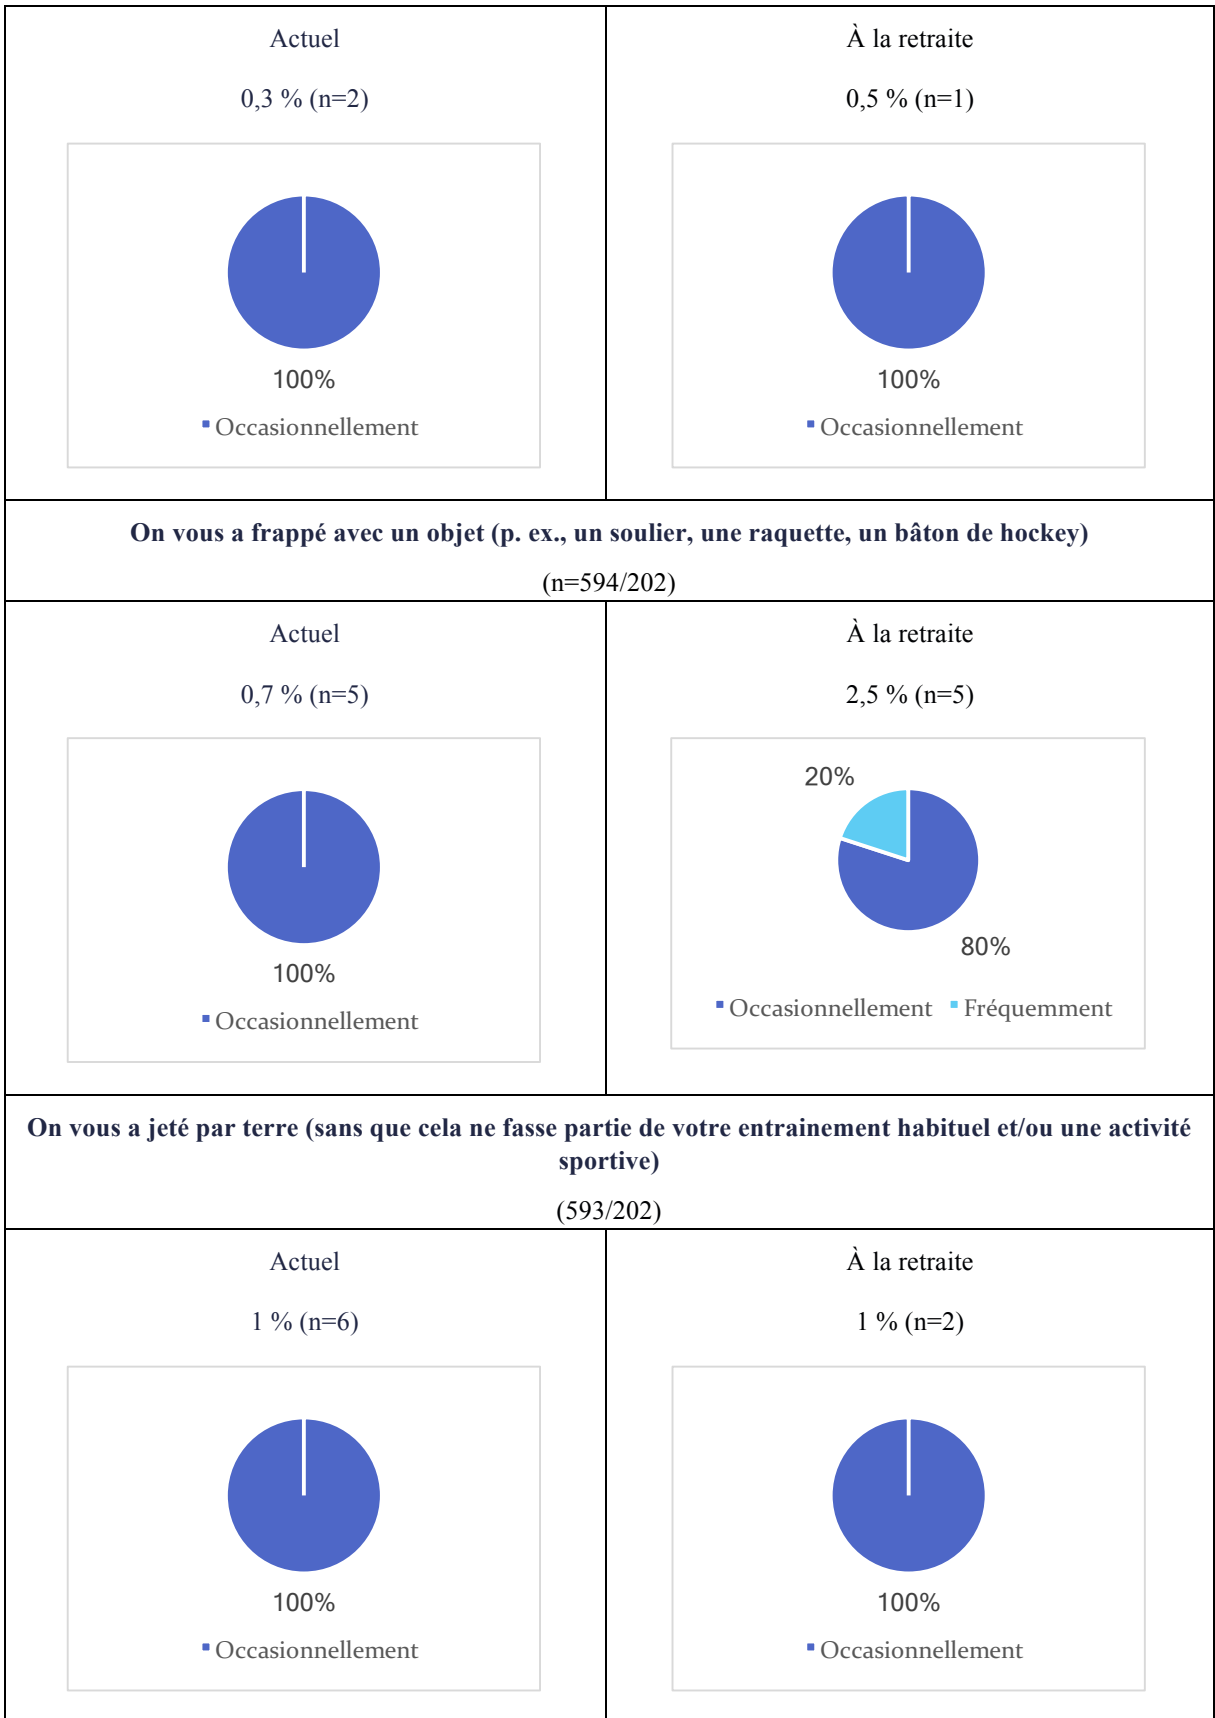 Actuel
0,3 % (n=2)
100%
Occasionnellement
À la retraite
0,5 % (n=1)
100%
Occasionnellement
On vous a frappé avec un objet (p. ex., un soulier, une raquette, un bâton de hockey)
(n=594/202)
Actuel
0,7 % (n=5)
100%
Occasionnellement
À la retraite
2,5 % (n=5)
20%
80%
Occasionnellement Fréquemment
On vous a jeté par terre (sans que cela ne fasse partie de votre entrainement habituel et/ou une activité
sportive)
(593/202)
Actuel
1 % (n=6)
100%
Occasionnellement
À la retraite
1 % (n=2)
100%
Occasionnellement